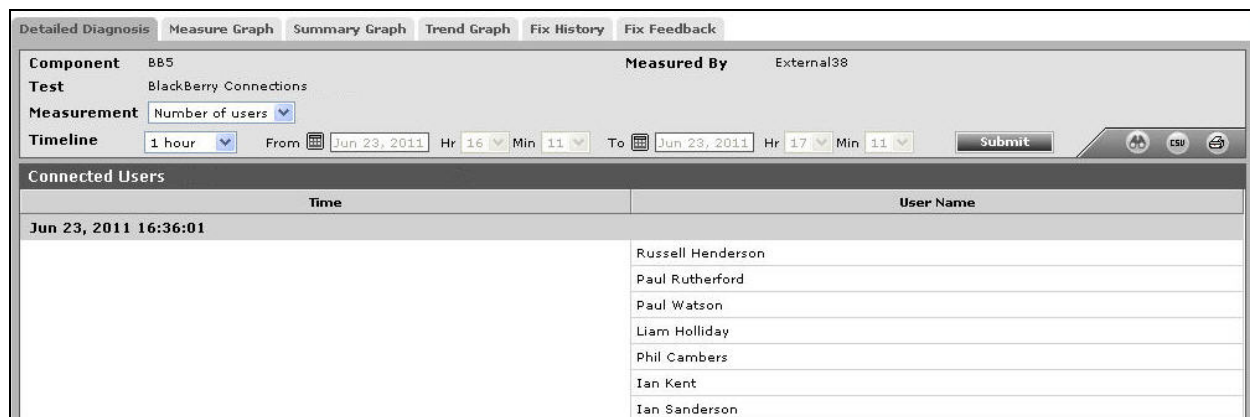 Detailed Diagnosis Measure Graph Summary Graph Trend Graph Fix History Fix Feedback
Component BB5 Measured By External38
Test BlackBerry Connections
Measurement Number of users
Timeline 1 hour From Jun 23, 2011 Hr 16 Min 11 To Jun 23, 2011 Hr 17 Min 11 Submit CSV
Connected Users
Time User Name
Jun 23, 2011 16:36:01
Russell Henderson
Paul Rutherford
Paul Watson
Liam Holliday
Phil Cambers
Ian Kent
Ian Sanderson